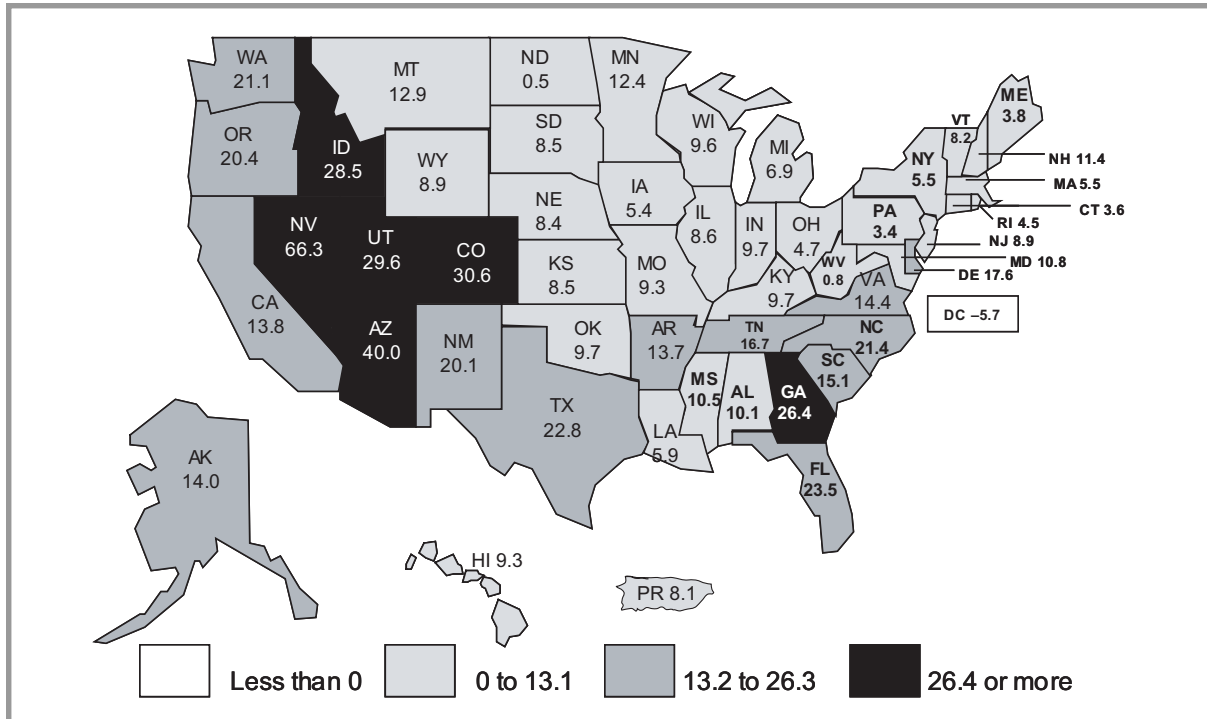 WA
21.1
MT
12.9
ND
0.5
MN
12.4
OR
20.4
ID
28.5
WY
8.9
SD
8.5
WI
9.6
MI
6.9
VT
8.2
ME
3.8
NY
5.5
NH 11.4
MA 5.5
CT 3.6
RI 4.5
NJ 8.9
MD 10.8
DE 17.6
NV
66.3
UT
29.6
CO
30.6
NE
8.4
IA
5.4
IL
8.6
IN
9.7
OH
4.7
PA
3.4
WV
0.8
VA
14.4
DC –5.7
CA
13.8
AZ
40.0
NM
20.1
KS
8.5
MO
9.3
KY
9.7
OK
9.7
AR
13.7
TN
16.7
NC
21.4
SC
15.1
MS
10.5
AL
10.1
GA
26.4
TX
22.8
LA
5.9
FL
23.5
AK
14.0
HI 9.3
PR 8.1
Less than 0
0 to 13.1
13.2 to 26.3
26.4 or more